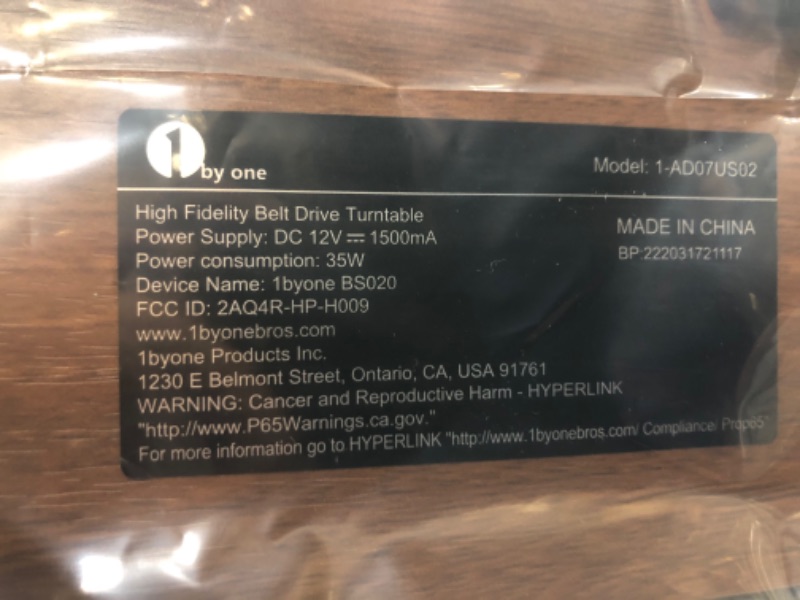 1 by one
Model: 1-AD07US02
High Fidelity Belt Drive Turntable
Power Supply: DC 12V ⎓ 1500mA
MADE IN CHINA
Power consumption: 35W
BP:222031721117
Device Name: 1byone BS020
FCC ID: 2AQ4R-HP-H009
www.1byonebros.com
1byone Products Inc.
1230 E Belmont Street, Ontario, CA, USA 91761
WARNING: Cancer and Reproductive Harm - HYPERLINK
"http://www.P65Warnings.ca.gov."
For more information go to HYPERLINK "http://www.1byonebros.com/ Compliance/ Prop65"